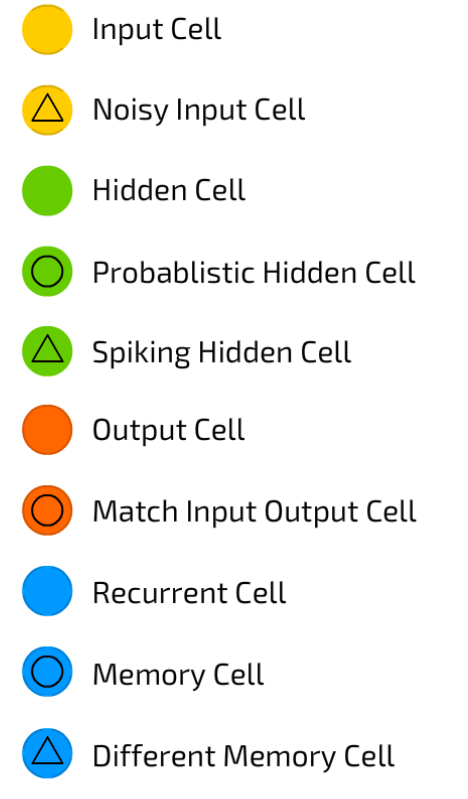 Input Cell
Noisy Input Cell
Hidden Cell
Probablistic Hidden Cell
Spiking Hidden Cell
Output Cell
Match Input Output Cell
Recurrent Cell
Memory Cell
Different Memory Cell